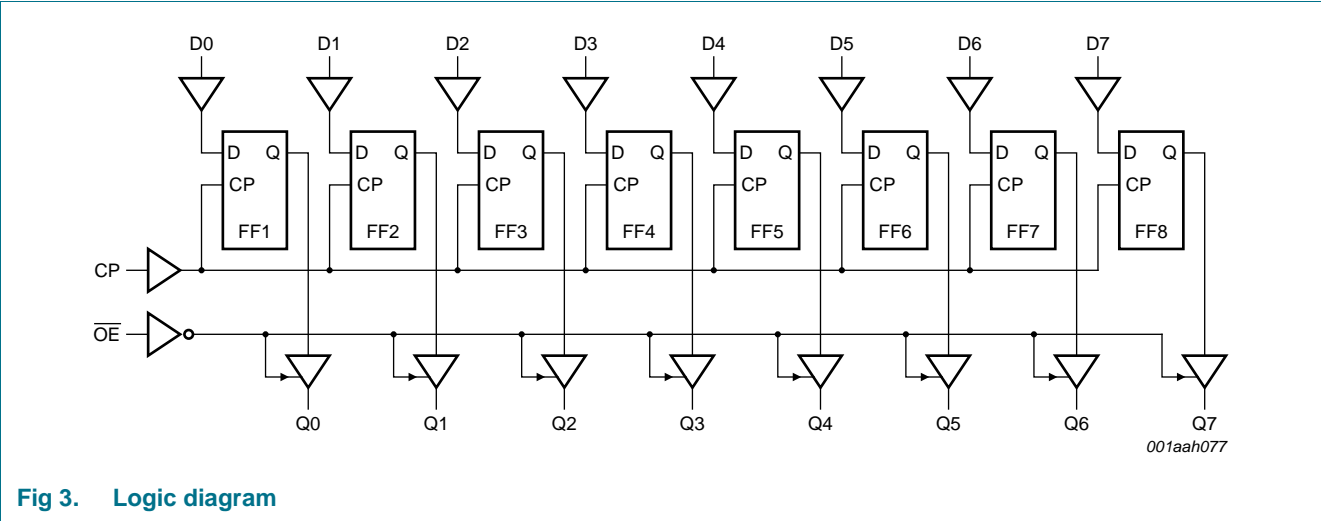 D0 D1 D2 D3 D4 D5 D6 D7
D Q D Q D Q D Q D Q D Q D Q D Q
CP CP CP CP CP CP CP CP
FF1 FF2 FF3 FF4 FF5 FF6 FF7 FF8
CP
O̅E̅
Q0 Q1 Q2 Q3 Q4 Q5 Q6 Q7
001aah077
Fig 3. Logic diagram